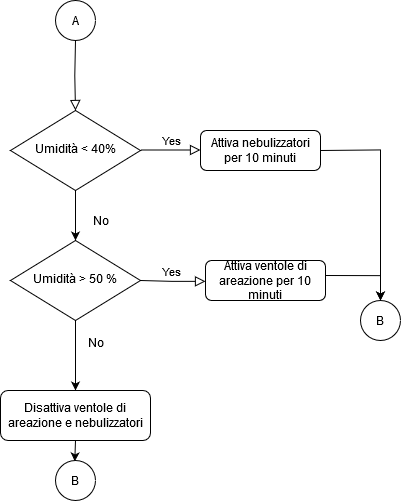 A
Umidità < 40%
Yes
Attiva nebulizzatori
per 10 minuti
No
Umidità > 50 %
Yes
Attiva ventole di
areazione per 10
minuti
B
No
Disattiva ventole di
areazione e nebulizzatori
B